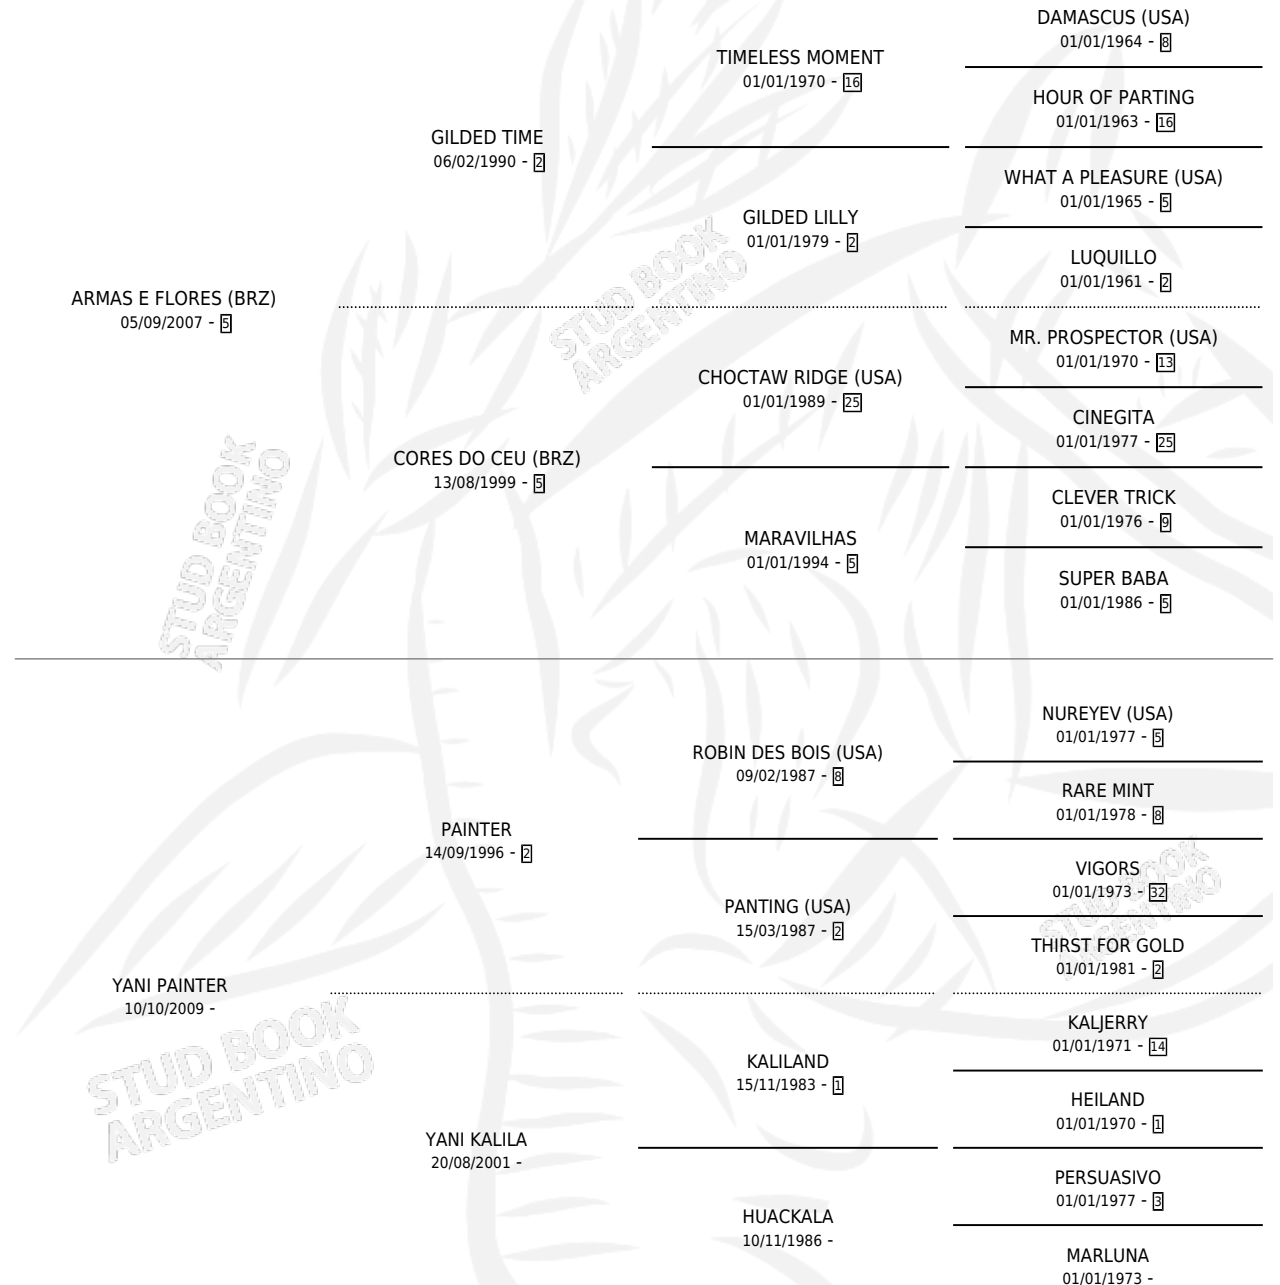 DAMASCUS (USA)
01/01/1964 - 8
TIMELESS MOMENT
01/01/1970 - 16
HOUR OF PARTING
01/01/1963 - 16
GILDED TIME
06/02/1990 - 2
WHAT A PLEASURE (USA)
01/01/1965 - 5
GILDED LILLY
01/01/1979 - 2
LUQUILLO
01/01/1961 - 2
ARMAS E FLORES (BRZ)
05/09/2007 - 5
MR. PROSPECTOR (USA)
01/01/1970 - 13
CHOCTAW RIDGE (USA)
01/01/1989 - 25
CINEGITA
01/01/1977 - 25
CORES DO CEU (BRZ)
13/08/1999 - 5
CLEVER TRICK
01/01/1976 - 9
MARAVILHAS
01/01/1994 - 5
SUPER BABA
01/01/1986 - 5
STUD BOOK
ARGENTINO
STUD BOOK
ARGENTINO
NUREYEV (USA)
01/01/1977 - 5
ROBIN DES BOIS (USA)
09/02/1987 - 8
RARE MINT
01/01/1978 - 8
PAINTER
14/09/1996 - 2
VIGORS
01/01/1973 - 32
PANTING (USA)
15/03/1987 - 2
THIRST FOR GOLD
01/01/1981 - 2
YANI PAINTER
10/10/2009 -
KALJERRY
01/01/1971 - 14
KALILAND
15/11/1983 - 1
HEILAND
01/01/1970 - 1
YANI KALILA
20/08/2001 -
PERSUASIVO
01/01/1977 - 3
HUACKALA
10/11/1986 -
MARLUNA
01/01/1973 -
STUD BOOK
ARGENTINO
STUD BOOK
ARGENTINO